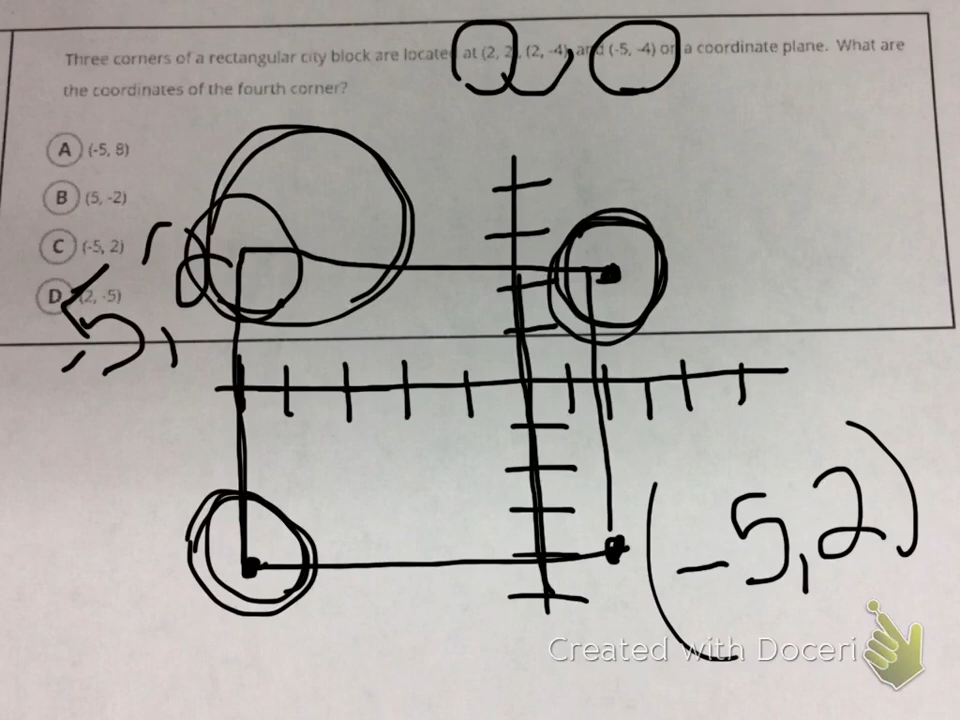 Three corners of a rectangular city block are located at (2, 2), (2, -4), and (-5, -4) on a coordinate plane. What are
the coordinates of the fourth corner?
A (-5, 8)
B (5, -2)
C (-5, 2)
D (2, -5)
(-5,2)
Created with Doceri